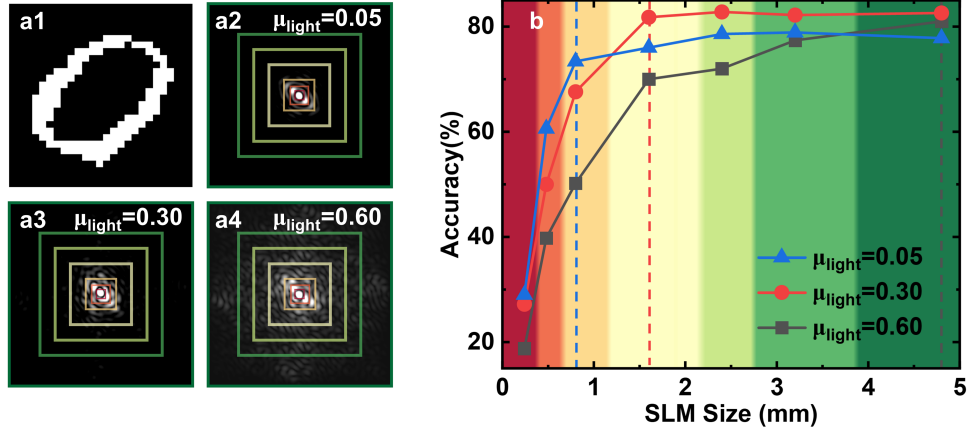 a1
a2 μlight=0.05
a3 μlight=0.30
a4 μlight=0.60
b
Accuracy(%)
80
60
40
20
μlight=0.05
μlight=0.30
μlight=0.60
0 1 2 3 4 5
SLM Size (mm)